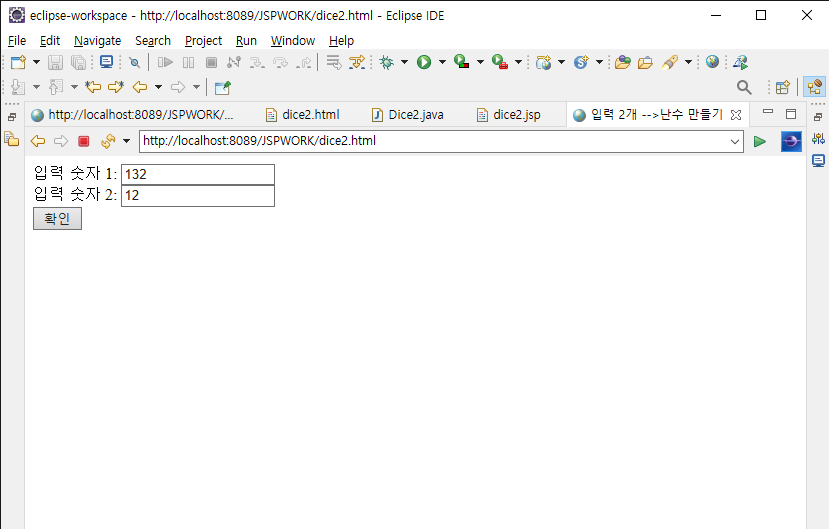 eclipse-workspace - http://localhost:8089/JSPWORK/dice2.html - Eclipse IDE
File Edit Navigate Search Project Run Window Help
http://localhost:8089/JSPWORK/... dice2.html Dice2.java dice2.jsp 입력 2개 -->난수 만들기
http://localhost:8089/JSPWORK/dice2.html
입력 숫자 1: 132
입력 숫자 2: 12
확인